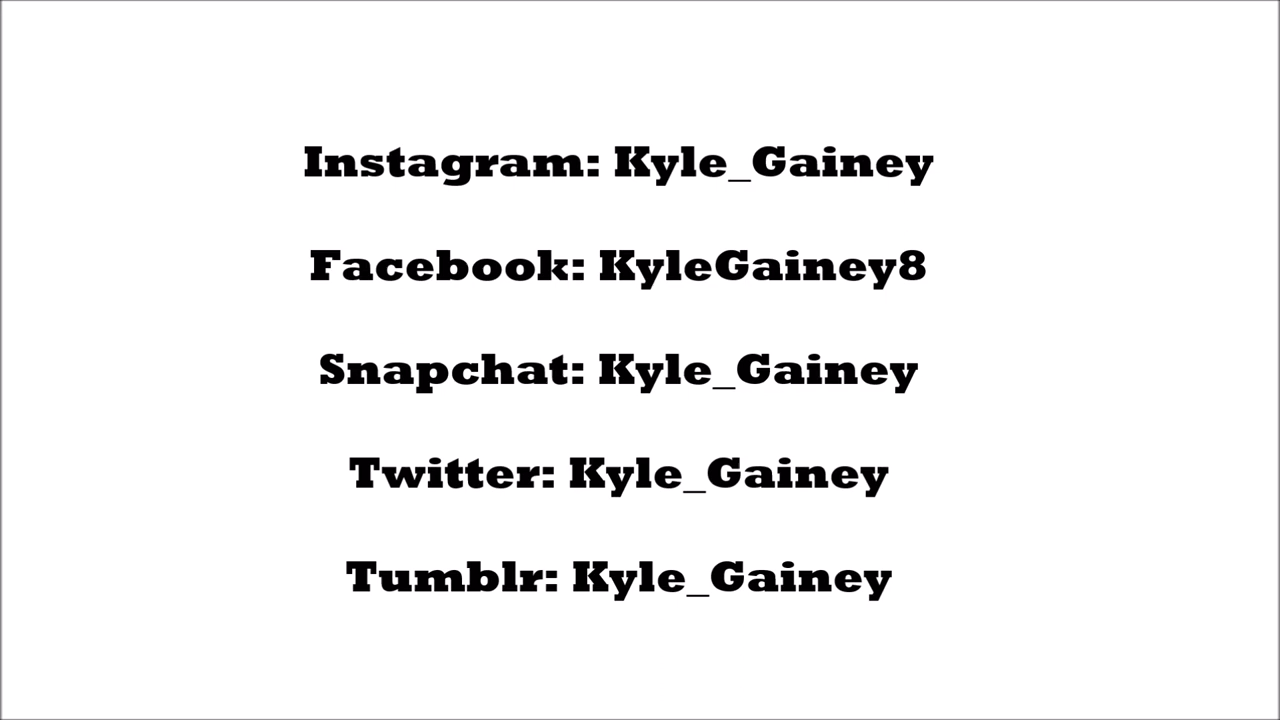 Instagram: Kyle_Gainey
Facebook: KyleGainey8
Snapchat: Kyle_Gainey
Twitter: Kyle_Gainey
Tumblr: Kyle_Gainey